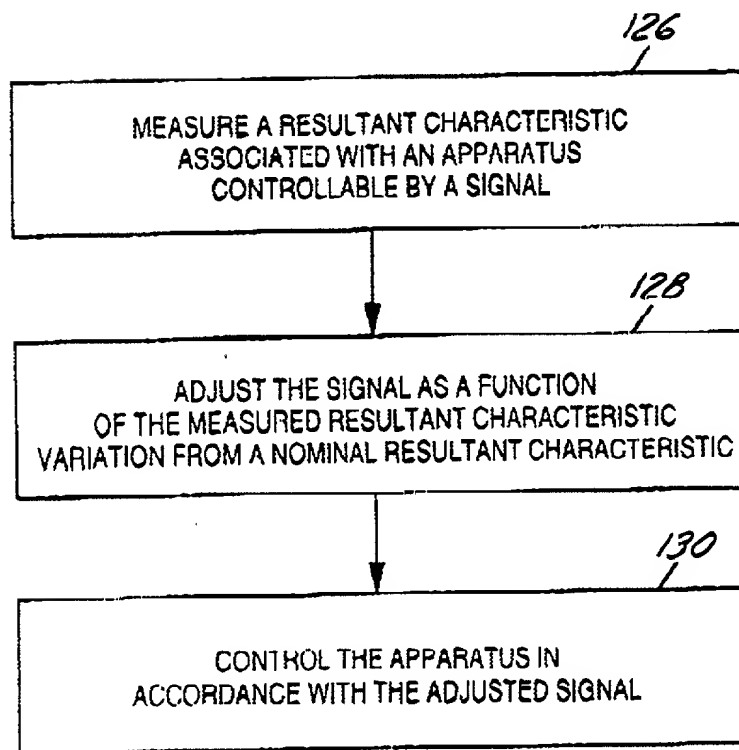 126
MEASURE A RESULTANT CHARACTERISTIC
ASSOCIATED WITH AN APPARATUS
CONTROLLABLE BY A SIGNAL
128
ADJUST THE SIGNAL AS A FUNCTION
OF THE MEASURED RESULTANT CHARACTERISTIC
VARIATION FROM A NOMINAL RESULTANT CHARACTERISTIC
130
CONTROL THE APPARATUS IN
ACCORDANCE WITH THE ADJUSTED SIGNAL